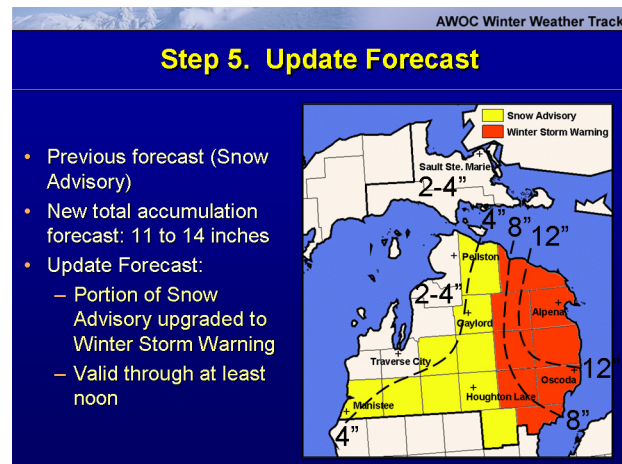 AWOC Winter Weather Track
Step 5. Update Forecast
• Previous forecast (Snow
Advisory)
• New total accumulation
forecast: 11 to 14 inches
• Update Forecast:
– Portion of Snow
Advisory upgraded to
Winter Storm Warning
– Valid through at least
noon
Snow Advisory
Winter Storm Warning
Sault Ste. Marie
2-4”
4”
8”
12”
Pellston
2-4”
Gaylord
Alpena
Traverse City
12”
Oscoda
Houghton Lake
Manistee
8”
4”